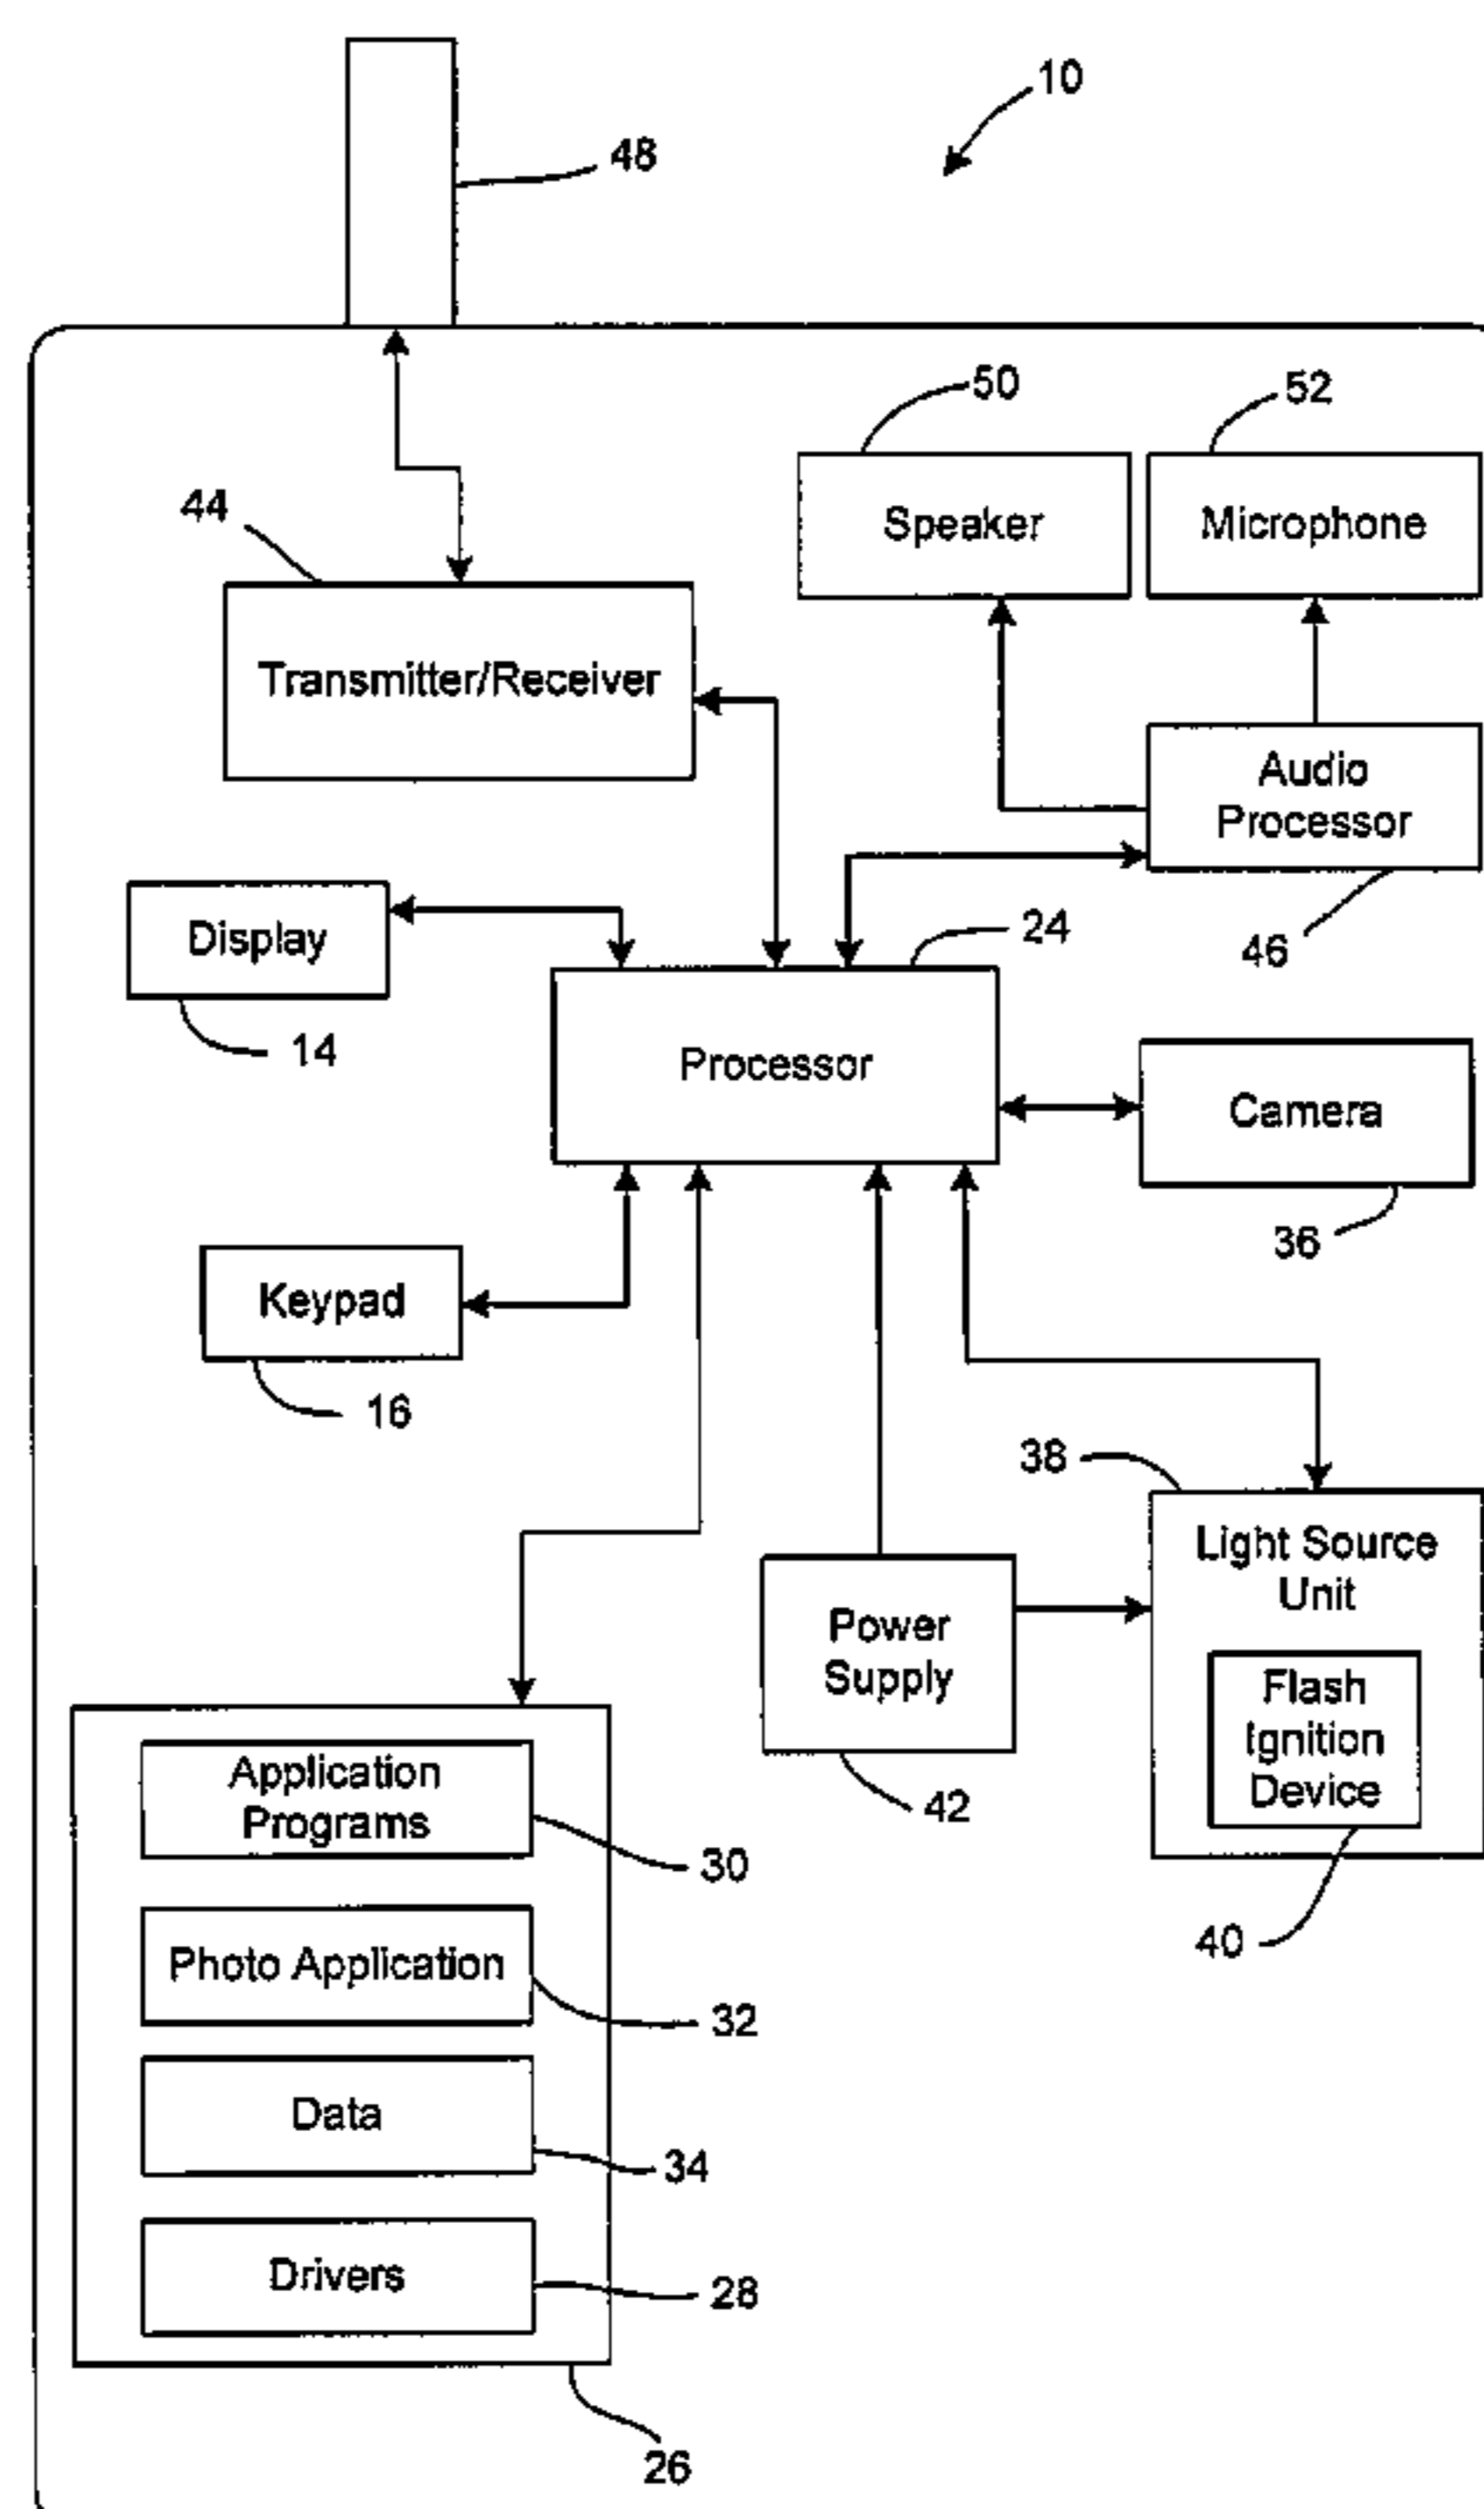 10
48
50
52
Speaker
Microphone
44
Transmitter/Receiver
Audio
Processor
46
Display
14
24
Processor
Camera
36
Keypad
16
38
Light Source
Unit
Flash
Ignition
Device
40
Power
Supply
42
Application
Programs
30
Photo Application
32
Data
34
Drivers
28
26